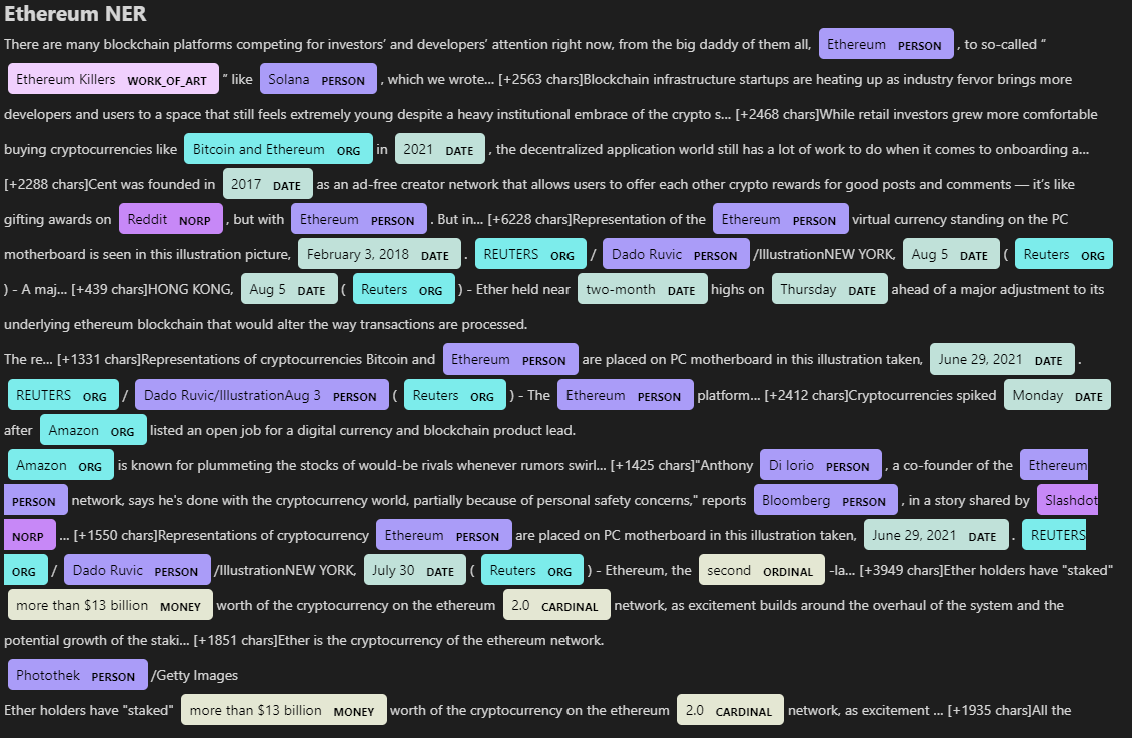 Ethereum NER
There are many blockchain platforms competing for investors’ and developers’ attention right now, from the big daddy of them all, Ethereum PERSON , to so-called “
Ethereum Killers WORK_OF_ART ” like Solana PERSON , which we wrote… [+2563 chars]Blockchain infrastructure startups are heating up as industry fervor brings more
developers and users to a space that still feels extremely young despite a heavy institutional embrace of the crypto s… [+2468 chars]While retail investors grew more comfortable
buying cryptocurrencies like Bitcoin and Ethereum ORG in 2021 DATE , the decentralized application world still has a lot of work to do when it comes to onboarding a…
[+2288 chars]Cent was founded in 2017 DATE as an ad-free creator network that allows users to offer each other crypto rewards for good posts and comments — it’s like
gifting awards on Reddit NORP , but with Ethereum PERSON . But in… [+6228 chars]Representation of the Ethereum PERSON virtual currency standing on the PC
motherboard is seen in this illustration picture, February 3, 2018 DATE . REUTERS ORG / Dado Ruvic PERSON /IllustrationNEW YORK, Aug 5 DATE ( Reuters ORG
) - A maj... [+439 chars]HONG KONG, Aug 5 DATE ( Reuters ORG ) - Ether held near two-month DATE highs on Thursday DATE ahead of a major adjustment to its
underlying ethereum blockchain that would alter the way transactions are processed.
The re... [+1331 chars]Representations of cryptocurrencies Bitcoin and Ethereum PERSON are placed on PC motherboard in this illustration taken, June 29, 2021 DATE .
REUTERS ORG / Dado Ruvic/IllustrationAug 3 PERSON ( Reuters ORG ) - The Ethereum PERSON platform... [+2412 chars]Cryptocurrencies spiked Monday DATE
after Amazon ORG listed an open job for a digital currency and blockchain product lead.
Amazon ORG is known for plummeting the stocks of would-be rivals whenever rumors swirl… [+1425 chars]"Anthony Di Iorio PERSON , a co-founder of the Ethereum
PERSON network, says he's done with the cryptocurrency world, partially because of personal safety concerns," reports Bloomberg PERSON , in a story shared by Slashdot
NORP … [+1550 chars]Representations of cryptocurrency Ethereum PERSON are placed on PC motherboard in this illustration taken, June 29, 2021 DATE . REUTERS
ORG / Dado Ruvic PERSON /IllustrationNEW YORK, July 30 DATE ( Reuters ORG ) - Ethereum, the second ORDINAL -la... [+3949 chars]Ether holders have "staked"
more than $13 billion MONEY worth of the cryptocurrency on the ethereum 2.0 CARDINAL network, as excitement builds around the overhaul of the system and the
potential growth of the staki… [+1851 chars]Ether is the cryptocurrency of the ethereum network.
Photothek PERSON /Getty Images
Ether holders have "staked" more than $13 billion MONEY worth of the cryptocurrency on the ethereum 2.0 CARDINAL network, as excitement … [+1935 chars]All the